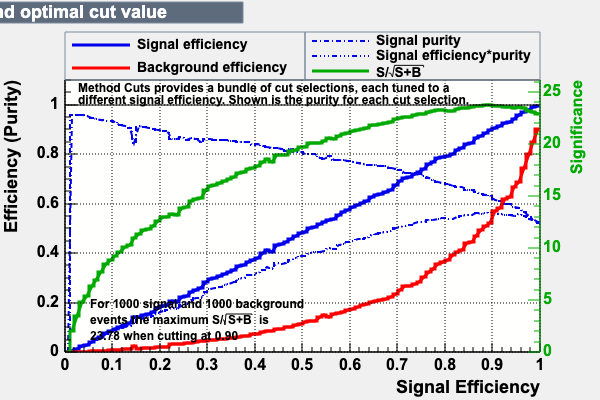 nd optimal cut value
Signal efficiency
Background efficiency
Signal purity
Signal efficiency*purity
S/√S+B
Method Cuts provides a bundle of cut selections, each tuned to a
different signal efficiency. Shown is the purity for each cut selection.
Efficiency (Purity)
1
0.8
0.6
0.4
0.2
0
25
20
15
10
5
0
Significance
For 1000 signal and 1000 background
events the maximum S/√S+B is
23.78 when cutting at 0.90
0 0.1 0.2 0.3 0.4 0.5 0.6 0.7 0.8 0.9 1
Signal Efficiency